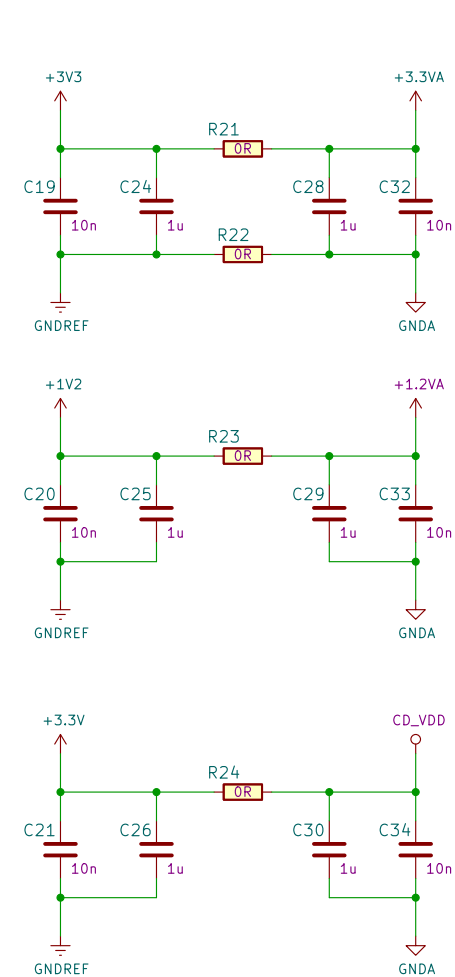 +3V3 +3.3VA
R21
0R
C19 C24 C28 C32
10n 1u 1u 10n
R22
0R
GNDREF GNDA
+1V2 +1.2VA
R23
0R
C20 C25 C29 C33
10n 1u 1u 10n
GNDREF GNDA
+3.3V CD_VDD
R24
0R
C21 C26 C30 C34
10n 1u 1u 10n
GNDREF GNDA